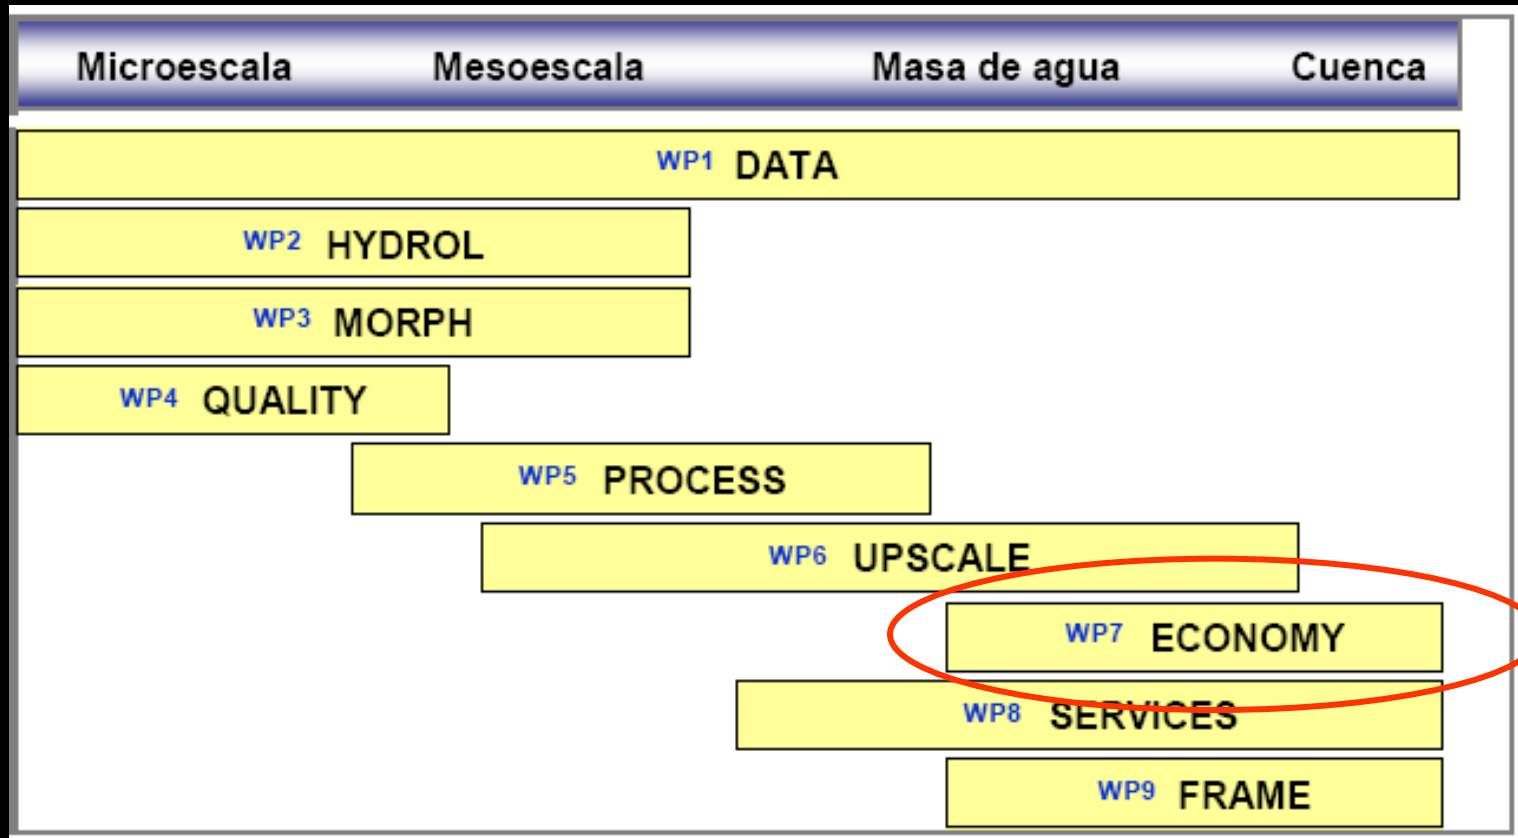 Microescala Mesoescala Masa de agua Cuenca
WP1 DATA
WP2 HYDROL
WP3 MORPH
WP4 QUALITY
WP5 PROCESS
WP6 UPSCALE
WP7 ECONOMY
WP8 SERVICES
WP9 FRAME